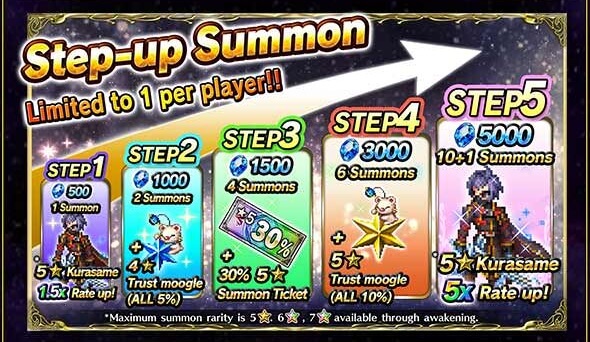 Step-up Summon
Limited to 1 per player!!
STEP1
500
1 Summon
5 Kurasame
1.5x Rate up!
STEP2
1000
2 Summons
+
4
Trust moogle
(ALL 5%)
STEP3
1500
4 Summons
5 30%
+
30% 5
Summon Ticket
STEP4
3000
6 Summons
+
5
Trust moogle
(ALL 10%)
STEP5
5000
10+1 Summons
5 Kurasame
5x Rate up!
*Maximum summon rarity is 5. 6, 7 available through awakening.